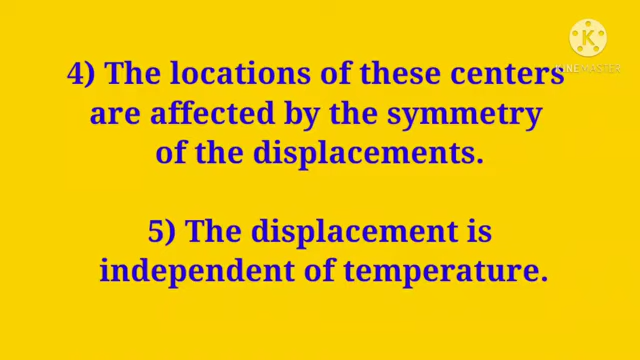 K
KINEMASTER
4) The locations of these centers
are affected by the symmetry
of the displacements.
5) The displacement is
independent of temperature.